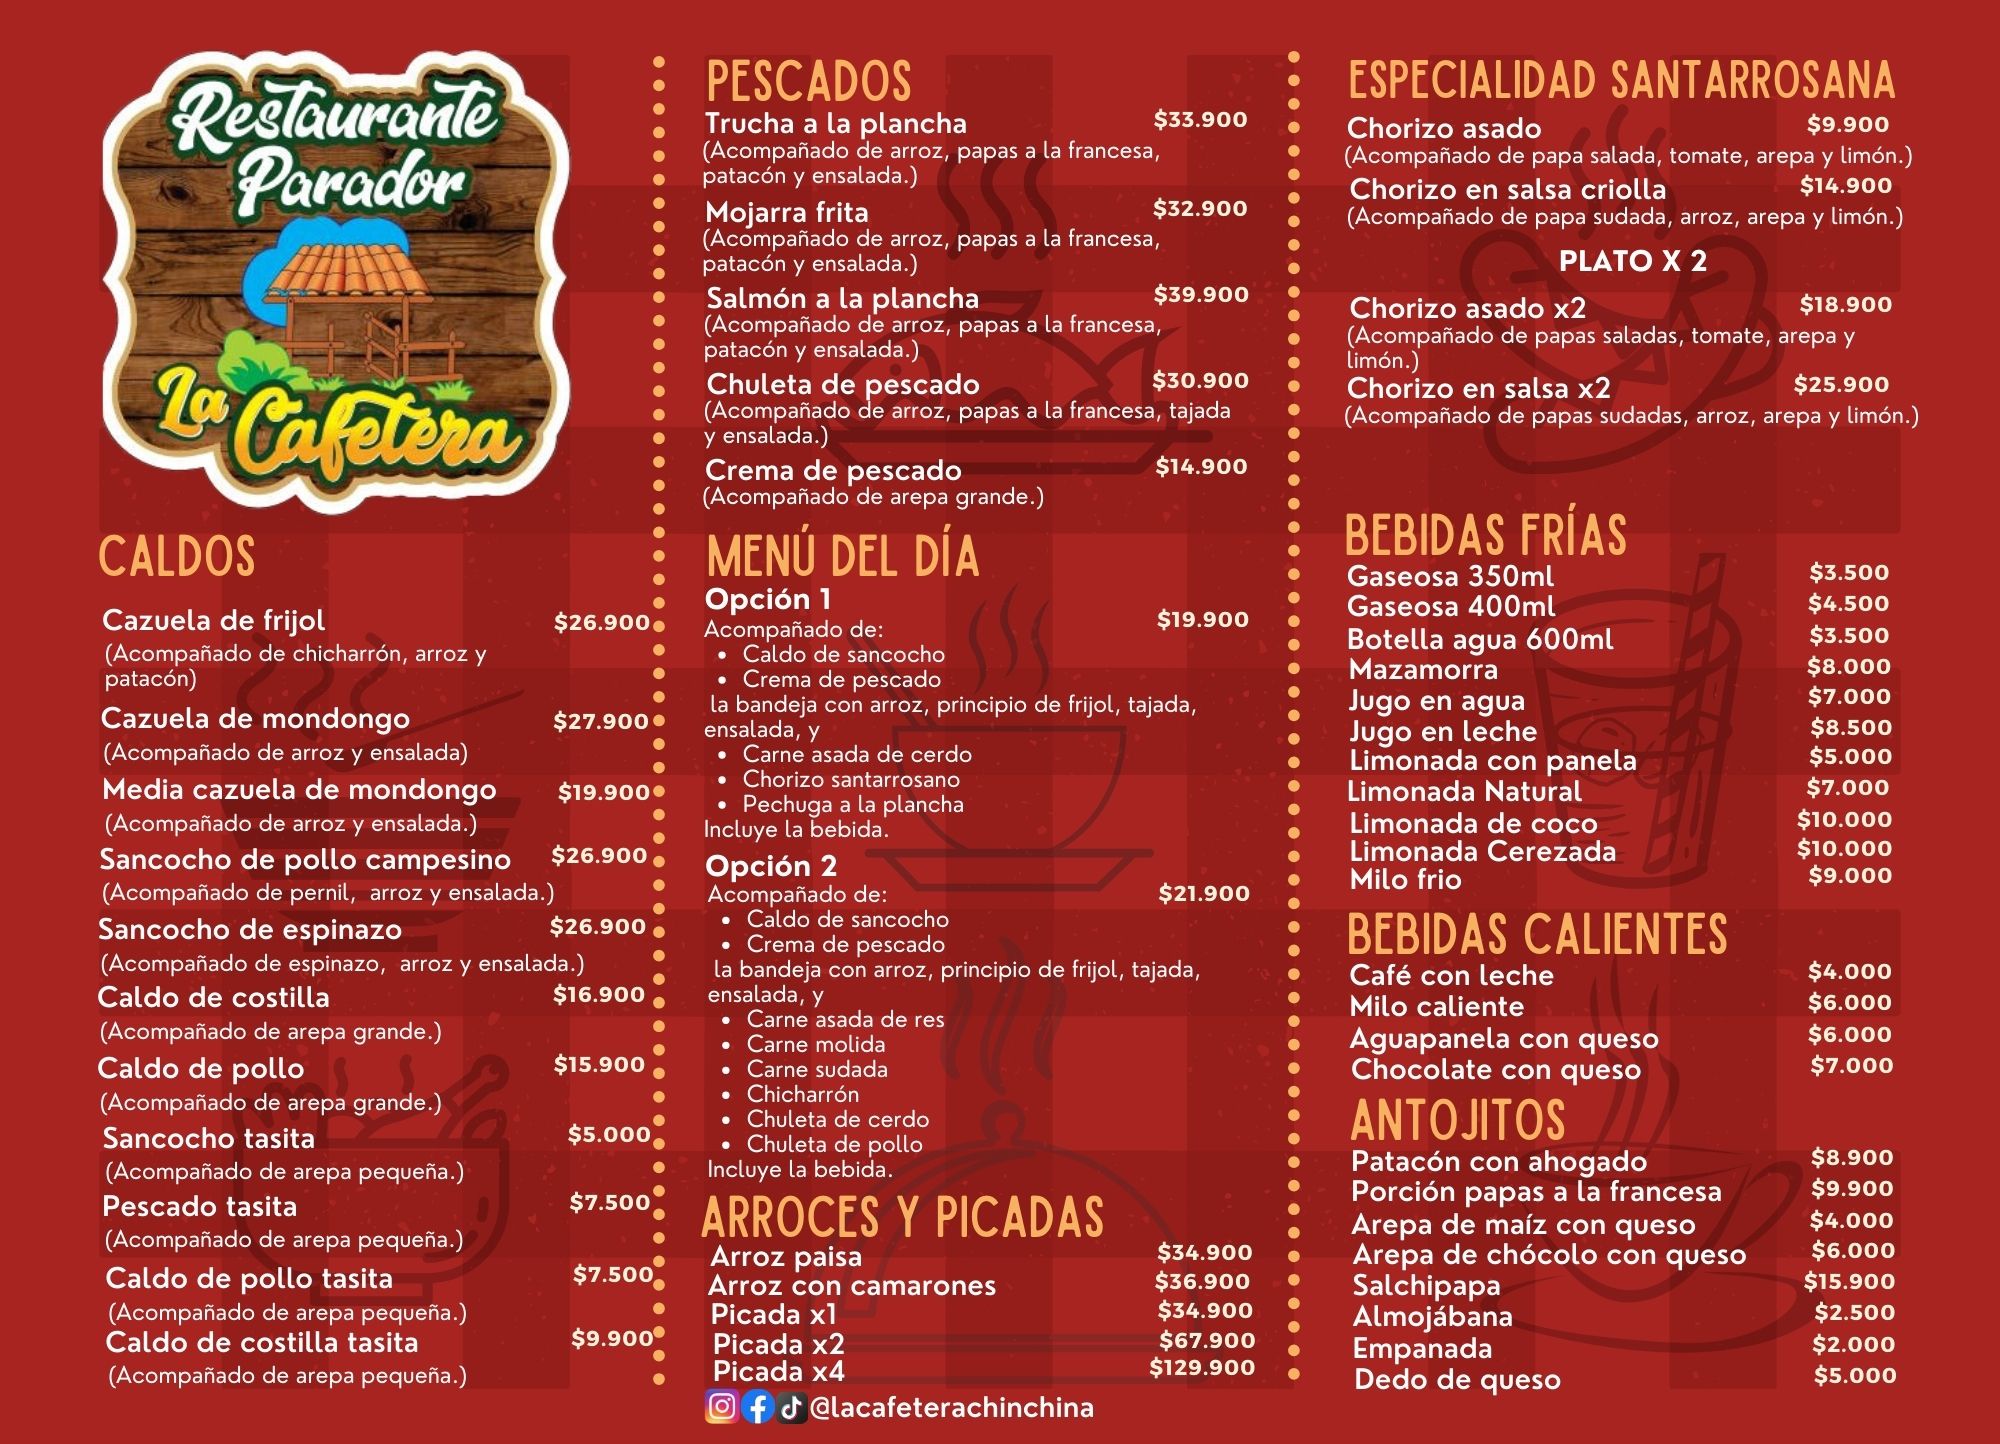 Restaurante
Parador
La Cafetera
CALDOS
Cazuela de frijol $26.900
(Acompañado de chicharrón, arroz y
patacón)
Cazuela de mondongo $27.900
(Acompañado de arroz y ensalada)
Media cazuela de mondongo $19.900
(Acompañado de arroz y ensalada.)
Sancocho de pollo campesino $26.900
(Acompañado de pernil, arroz y ensalada.)
Sancocho de espinazo $26.900
(Acompañado de espinazo, arroz y ensalada.)
Caldo de costilla $16.900
(Acompañado de arepa grande.)
Caldo de pollo $15.900
(Acompañado de arepa grande.)
Sancocho tasita $5.000
(Acompañado de arepa pequeña.)
Pescado tasita $7.500
(Acompañado de arepa pequeña.)
Caldo de pollo tasita $7.500
(Acompañado de arepa pequeña.)
Caldo de costilla tasita $9.900
(Acompañado de arepa pequeña.)
PESCADOS
Trucha a la plancha $33.900
(Acompañado de arroz, papas a la francesa,
patacón y ensalada.)
Mojarra frita $32.900
(Acompañado de arroz, papas a la francesa,
patacón y ensalada.)
Salmón a la plancha $39.900
(Acompañado de arroz, papas a la francesa,
patacón y ensalada.)
Chuleta de pescado $30.900
(Acompañado de arroz, papas a la francesa, tajada
y ensalada.)
Crema de pescado $14.900
(Acompañado de arepa grande.)
MENÚ DEL DÍA
Opción 1
Acompañado de: $19.900
• Caldo de sancocho
• Crema de pescado
la bandeja con arroz, principio de frijol, tajada,
ensalada, y
• Carne asada de cerdo
• Chorizo santarrosano
• Pechuga a la plancha
Incluye la bebida.
Opción 2
Acompañado de: $21.900
• Caldo de sancocho
• Crema de pescado
la bandeja con arroz, principio de frijol, tajada,
ensalada, y
• Carne asada de res
• Carne molida
• Carne sudada
• Chicharrón
• Chuleta de cerdo
• Chuleta de pollo
Incluye la bebida.
ARROCES Y PICADAS
Arroz paisa $34.900
Arroz con camarones $36.900
Picada x1 $34.900
Picada x2 $67.900
Picada x4 $129.900
@lacafeterachinchina
ESPECIALIDAD SANTARROSANA
Chorizo asado $9.900
(Acompañado de papa salada, tomate, arepa y limón.)
Chorizo en salsa criolla $14.900
(Acompañado de papa sudada, arroz, arepa y limón.)
PLATO X 2
Chorizo asado x2 $18.900
(Acompañado de papas saladas, tomate, arepa y
limón.)
Chorizo en salsa x2 $25.900
(Acompañado de papas sudadas, arroz, arepa y limón.)
BEBIDAS FRÍAS
Gaseosa 350ml $3.500
Gaseosa 400ml $4.500
Botella agua 600ml $3.500
Mazamorra $8.000
Jugo en agua $7.000
Jugo en leche $8.500
Limonada con panela $5.000
Limonada Natural $7.000
Limonada de coco $10.000
Limonada Cerezada $10.000
Milo frio $9.000
BEBIDAS CALIENTES
Café con leche $4.000
Milo caliente $6.000
Aguapanela con queso $6.000
Chocolate con queso $7.000
ANTOJITOS
Patacón con ahogado $8.900
Porción papas a la francesa $9.900
Arepa de maíz con queso $4.000
Arepa de chócolo con queso $6.000
Salchipapa $15.900
Almojábana $2.500
Empanada $2.000
Dedo de queso $5.000